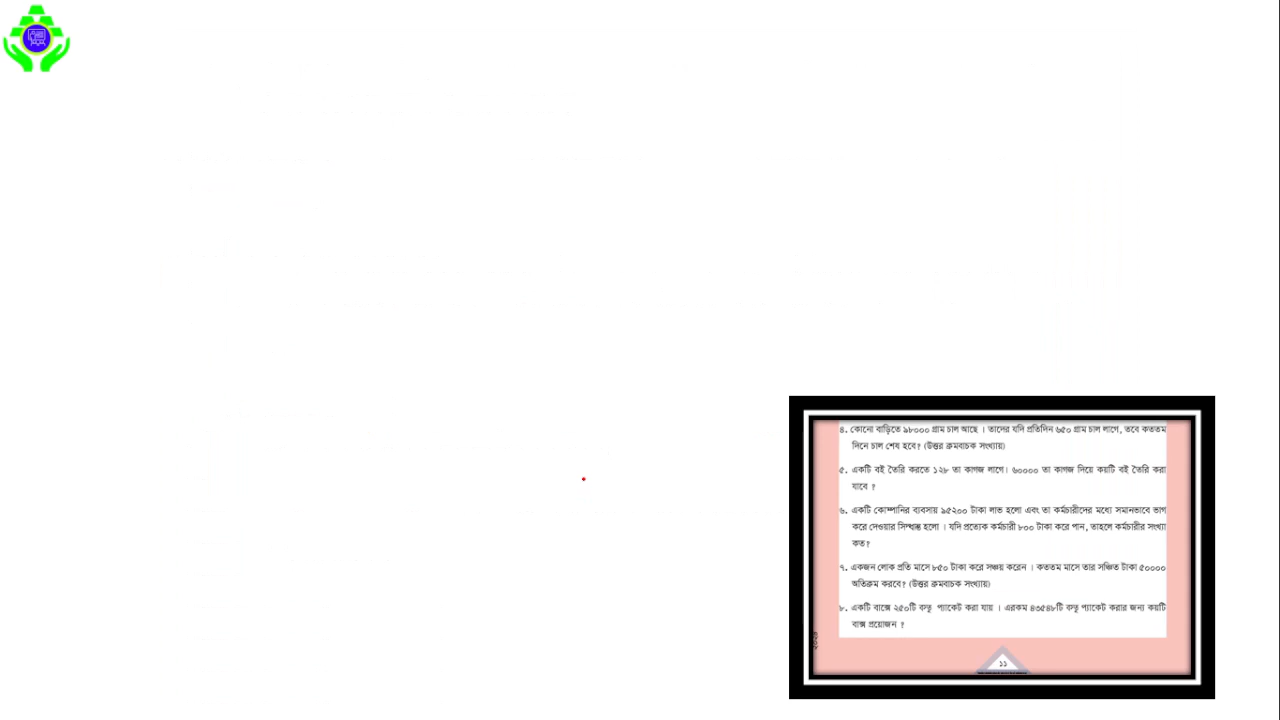 ৪. কোনো বাড়িতে ৯৮০০০ গ্রাম চাল আছে । তাদের যদি প্রতিদিন ৬৫০ গ্রাম চাল লাগে, তবে কততম
দিনে চাল শেষ হবে? (উত্তর ক্রমবাচক সংখ্যায়)
৫. একটি বই তৈরি করতে ১২৮ তা কাগজ লাগে। ৬০০০০ তা কাগজ দিয়ে কয়টি বই তৈরি করা
যাবে ?
৬. একটি কোম্পানির ব্যবসায় ৯৫২০০ টাকা লাভ হলো এবং তা কর্মচারীদের মধ্যে সমানভাবে ভাগ
করে দেওয়ার সিদ্ধান্ত হলো । যদি প্রত্যেক কর্মচারী ৮০০ টাকা করে পান, তাহলে কর্মচারীর সংখ্যা
কত?
৭. একজন লোক প্রতি মাসে ৮৫০ টাকা করে সঞ্চয় করেন । কততম মাসে তার সঞ্চিত টাকা ৫০০০০
অতিক্রম করবে? (উত্তর ক্রমবাচক সংখ্যায়)
৮. একটি বাক্সে ২৫০টি বস্তু প্যাকেট করা যায় । এরকম ৪৩৫৪৮টি বস্তু প্যাকেট করার জন্য কয়টি
বাক্স প্রয়োজন ?
১১